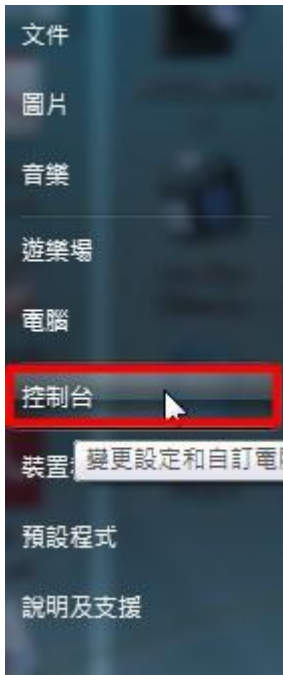 文件
圖片
音樂
遊樂場
電腦
控制台
裝置
變更設定和自訂電
預設程式
說明及支援